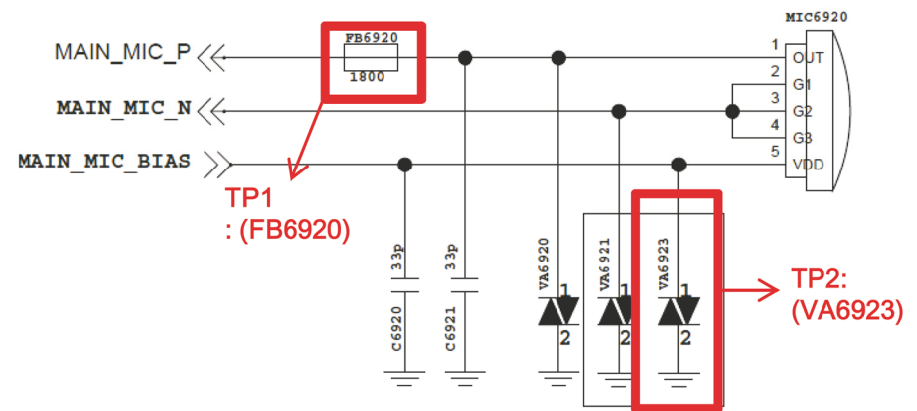 MIC6920
MAIN_MIC_P
FB6920
1800
1
OUT
2
G1
MAIN_MIC_N
3
G2
4
G3
MAIN_MIC_BIAS
5
VDD
TP1
: (FB6920)
33p
C6920
33p
C6921
VA6920
1
2
VA6921
1
2
VA6923
1
2
TP2:
(VA6923)